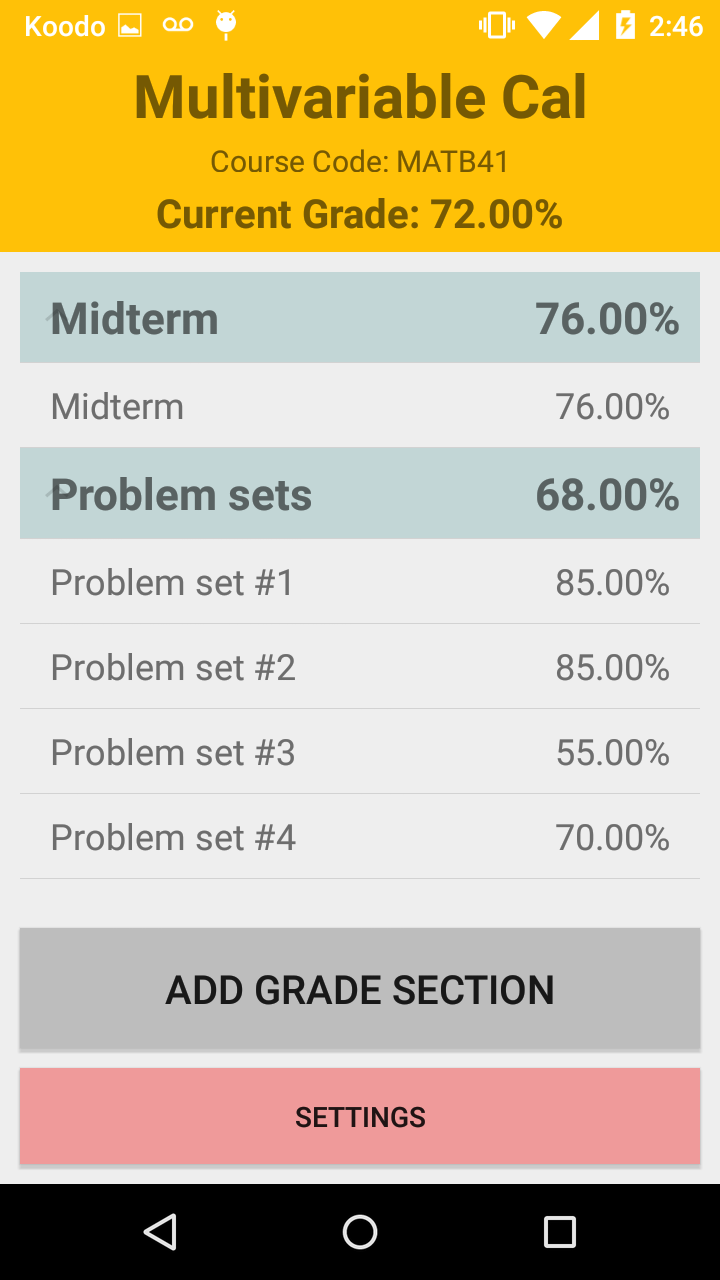 Koodo 2:46
Multivariable Cal
Course Code: MATB41
Current Grade: 72.00%
Midterm 76.00%
Midterm 76.00%
Problem sets 68.00%
Problem set #1 85.00%
Problem set #2 85.00%
Problem set #3 55.00%
Problem set #4 70.00%
ADD GRADE SECTION
SETTINGS